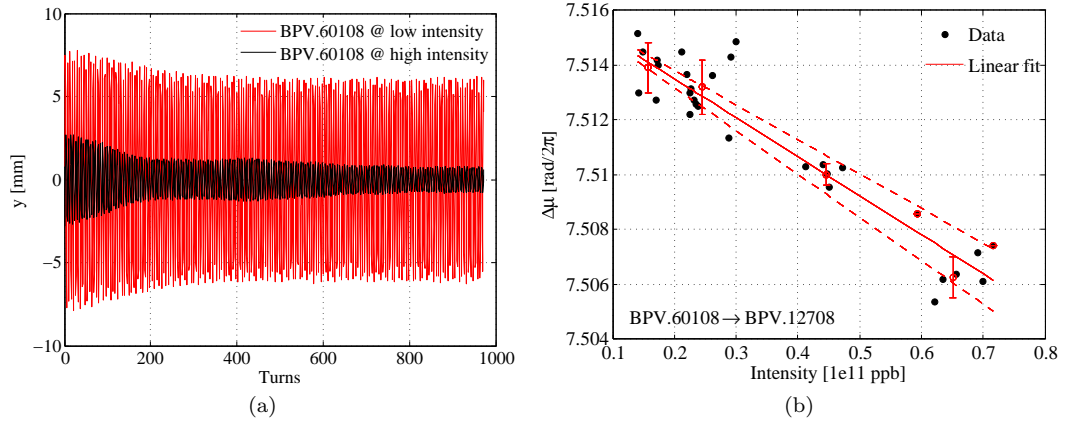 (a)
BPV.60108 @ low intensity
BPV.60108 @ high intensity
y [mm]
10
5
0
−5
−10
0 200 400 600 800 1000
Turns
(a)
(b)
Data
Linear fit
Δμ [rad/2π]
7.516
7.514
7.512
7.51
7.508
7.506
7.504
BPV.60108→BPV.12708
0.1 0.2 0.3 0.4 0.5 0.6 0.7 0.8
Intensity [1e11 ppb]
(b)